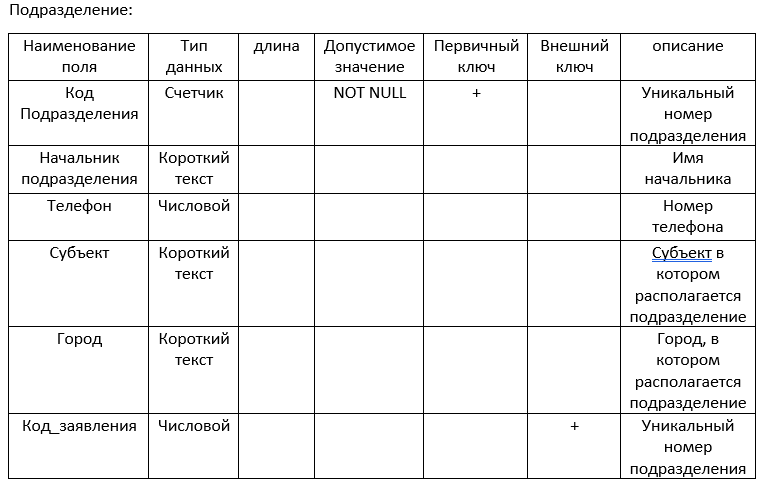 Подразделение:
Наименование поля | Тип данных | длина | Допустимое значение | Первичный ключ | Внешний ключ | описание
Код Подразделения | Счетчик | | NOT NULL | + | | Уникальный номер подразделения
Начальник подразделения | Короткий текст | | | | | Имя начальника
Телефон | Числовой | | | | | Номер телефона
Субъект | Короткий текст | | | | | Субъект в котором располагается подразделение
Город | Короткий текст | | | | | Город, в котором располагается подразделение
Код_заявления | Числовой | | | | + | Уникальный номер подразделения